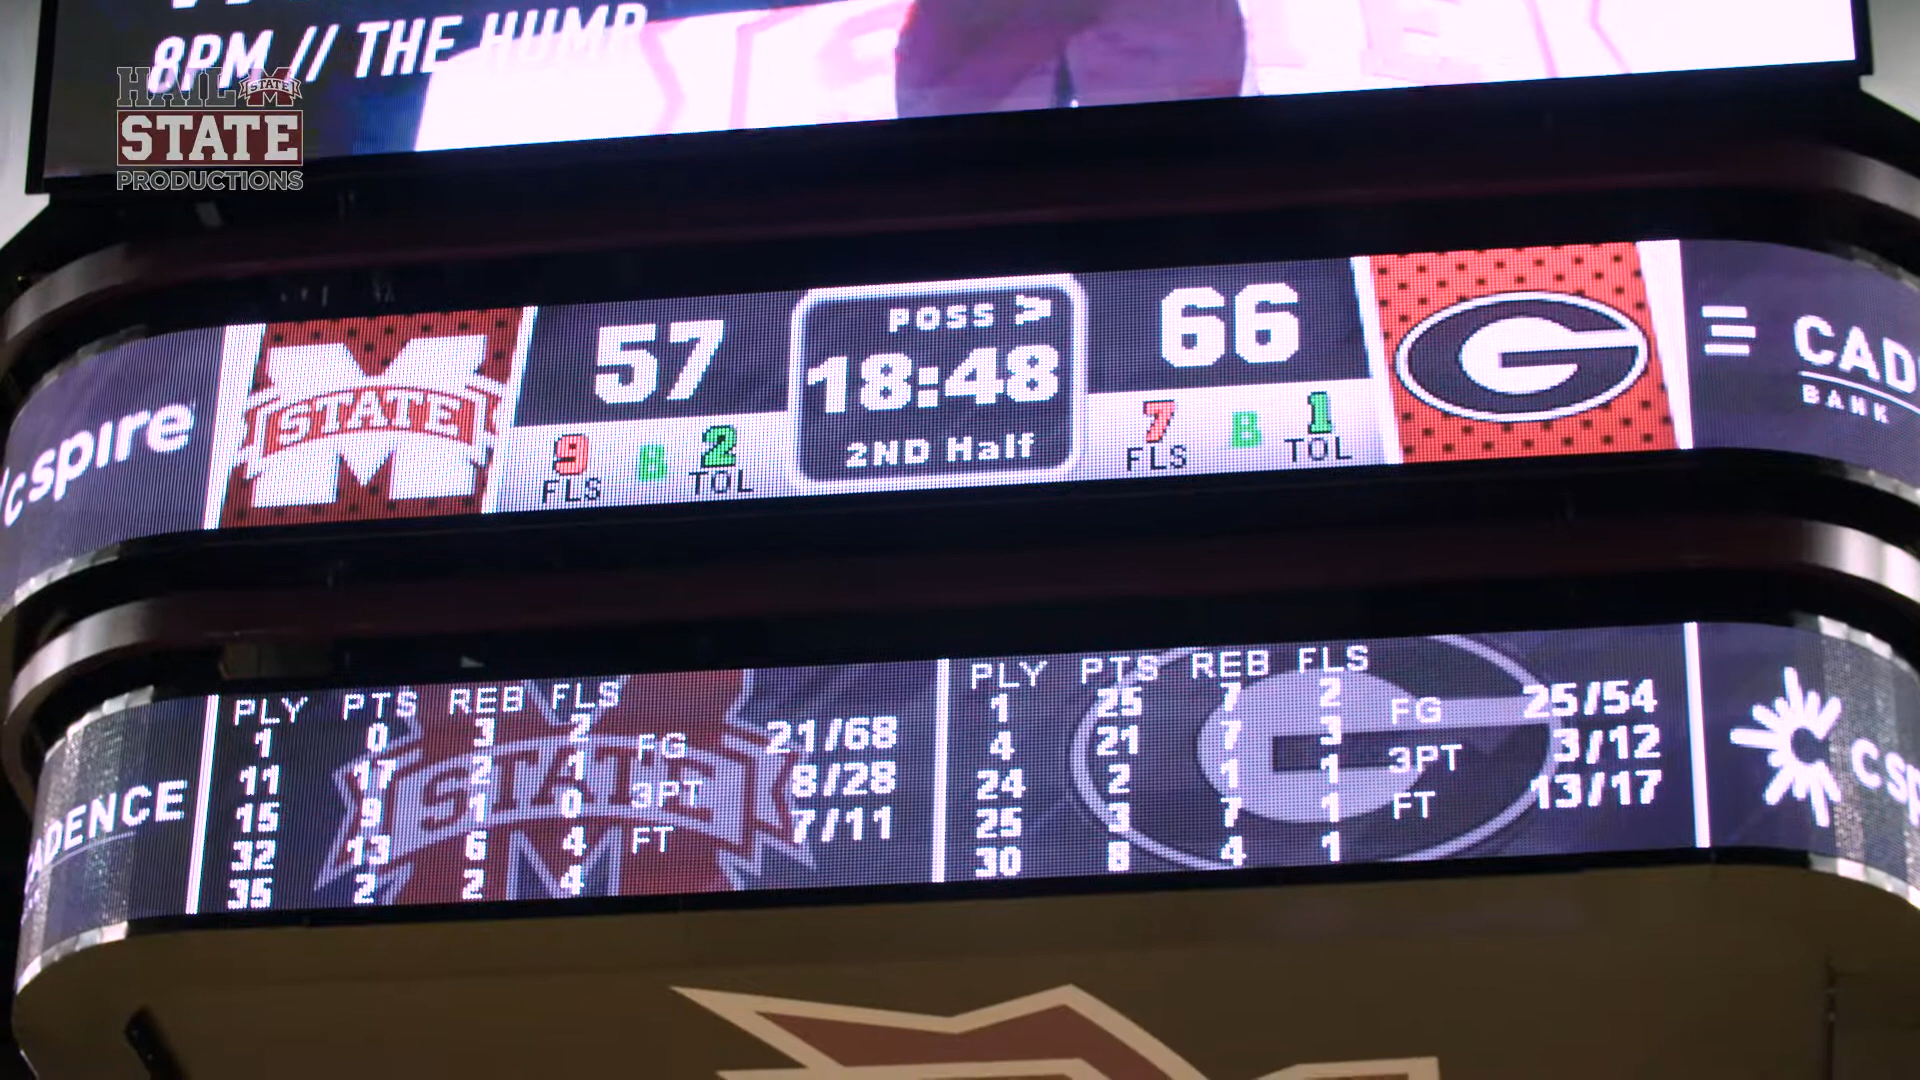 8PM // THE HUMP
HAIL STATE
STATE
PRODUCTIONS
c spire
STATE
57
9 B 2
FLS TOL
POSS >
18:48
2ND Half
66
7 B 1
FLS TOL
G
CAD
BANK
ADENCE
PLY PTS REB FLS
1 0 3 2
11 17 2 1
15 9 1 0
32 13 6 4
35 2 2 4
FG 21/68
3PT 8/28
FT 7/11
STATE
PLY PTS REB FLS
1 25 7 2
4 21 7 3
24 2 1 1
25 3 7 1
30 8 4 1
FG 25/54
3PT 3/12
FT 13/17
c sp